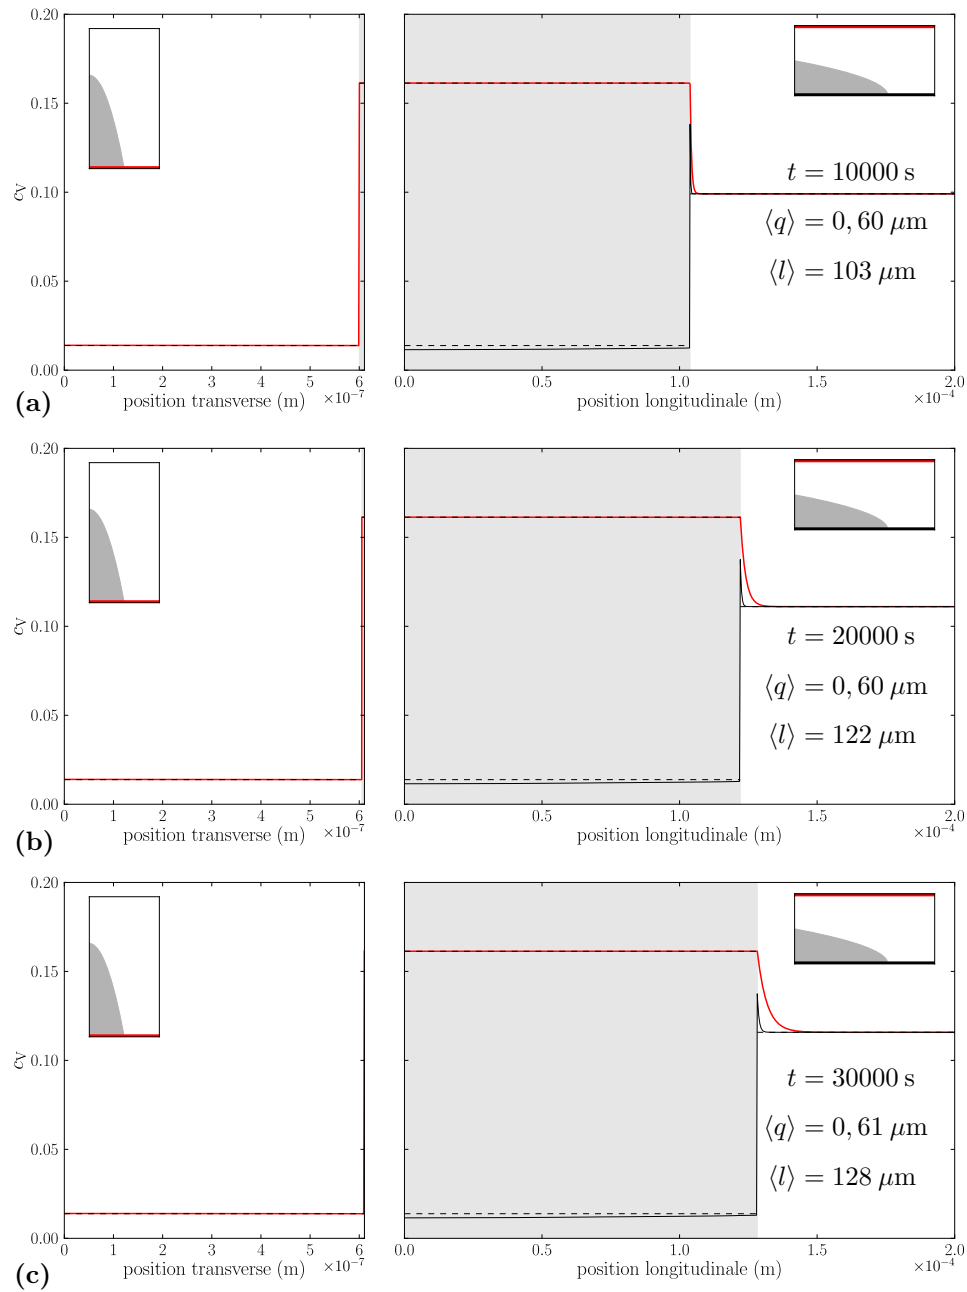 0.20
0.15
0.10
0.05
0.00
c_V
0 1 2 3 4 5 6
×10⁻⁷
position transverse (m)
t = 10000 s
⟨q⟩ = 0, 60 μm
⟨l⟩ = 103 μm
0.0 0.5 1.0 1.5 2.0
×10⁻⁴
position longitudinale (m)
(a)
0.20
0.15
0.10
0.05
0.00
c_V
0 1 2 3 4 5 6
×10⁻⁷
position transverse (m)
t = 20000 s
⟨q⟩ = 0, 60 μm
⟨l⟩ = 122 μm
0.0 0.5 1.0 1.5 2.0
×10⁻⁴
position longitudinale (m)
(b)
0.20
0.15
0.10
0.05
0.00
c_V
0 1 2 3 4 5 6
×10⁻⁷
position transverse (m)
t = 30000 s
⟨q⟩ = 0, 61 μm
⟨l⟩ = 128 μm
0.0 0.5 1.0 1.5 2.0
×10⁻⁴
position longitudinale (m)
(c)